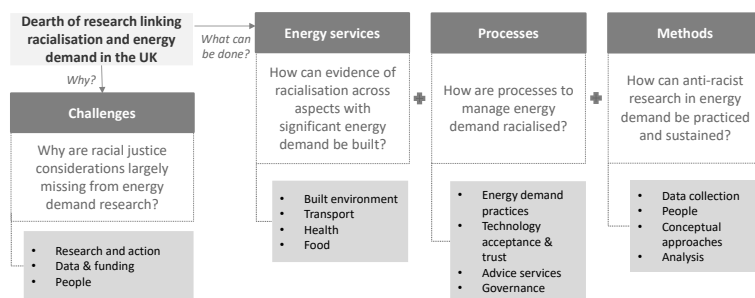 Dearth of research linking
racialisation and energy
demand in the UK
What can
be done?
Why?
Challenges
Why are racial justice
considerations largely
missing from energy
demand research?
• Research and action
• Data & funding
• People
Energy services
How can evidence of
racialisation across
aspects with
significant energy
demand be built?
• Built environment
• Transport
• Health
• Food
Processes
How are processes to
manage energy
demand racialised?
• Energy demand
practices
• Technology
acceptance &
trust
• Advice services
• Governance
Methods
How can anti-racist
research in energy
demand be practiced
and sustained?
• Data collection
• People
• Conceptual
approaches
• Analysis